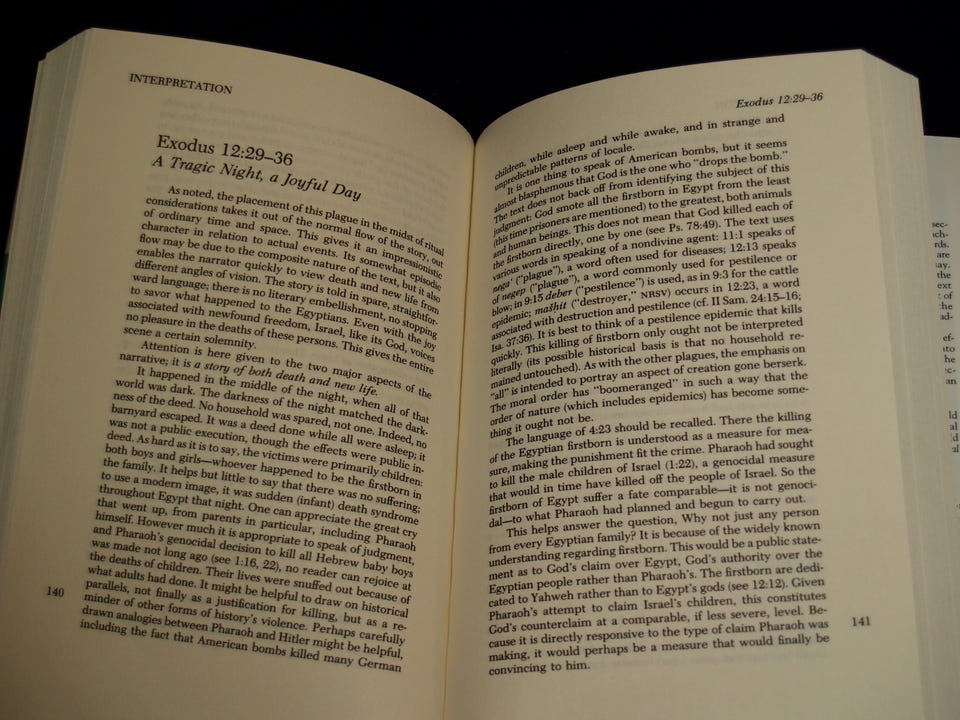 INTERPRETATION
Exodus 12:29–36
A Tragic Night, a Joyful Day
As noted, the placement of this plague in the midst of ritual
considerations takes it out of the normal flow of the story, out
of ordinary time and space. This gives it an impressionistic
character in relation to actual events. Its somewhat episodic
flow may be due to the composite nature of the text, but it also
enables the narrator quickly to view death and new life from
different angles of vision. The story is told in spare, straightfor-
ward language; there is no literary embellishment, no stopping
to savor what happened to the Egyptians. Even with the joy
associated with newfound freedom, Israel, like its God, voices
no pleasure in the deaths of these persons. This gives the entire
scene a certain solemnity.
Attention is here given to the two major aspects of the
narrative; it is a story of both death and new life.
It happened in the middle of the night, when all of that
world was dark. The darkness of the night matched the dark-
ness of the deed. No household was spared, not one. Indeed, no
barnyard escaped. It was a deed done while all were asleep; it
was not a public execution, though the effects were public in-
deed. As hard as it is to say, the victims were primarily children:
both boys and girls—whoever happened to be the firstborn in
the family. It helps but little to say that there was no suffering;
to use a modern image, it was sudden (infant) death syndrome
throughout Egypt that night. One can appreciate the great cry
that went up, from parents in particular, including Pharaoh
himself. However much it is appropriate to speak of judgment,
and Pharaoh's genocidal decision to kill all Hebrew baby boys
was made not long ago (see 1:16, 22), no reader can rejoice at
the deaths of children. Their lives were snuffed out because of
what adults had done. It might be helpful to draw on historical
parallels, not finally as a justification for killing, but as a re-
minder of other forms of history's violence. Perhaps carefully
drawn analogies between Pharaoh and Hitler might be helpful,
including the fact that American bombs killed many German
140
Exodus 12:29–36
children, while asleep and while awake, and in strange and
unpredictable patterns of locale.
It is one thing to speak of American bombs, but it seems
almost blasphemous that God is the one who "drops the bomb."
The text does not back off from identifying the subject of this
judgment: God smote all the firstborn in Egypt from the least
(this time prisoners are mentioned) to the greatest, both animals
and human beings. This does not mean that God killed each of
the firstborn directly, one by one (see Ps. 78:49). The text uses
various words in speaking of a nondivine agent: 11:1 speaks of
nega' ("plague"), a word often used for diseases; 12:13 speaks
of negep ("plague"), a word commonly used for pestilence or
blow; in 9:15 deber ("pestilence") is used, as in 9:3 for the cattle
epidemic; mašḥit ("destroyer," NRSV) occurs in 12:23, a word
associated with destruction and pestilence (cf. II Sam. 24:15–16;
Isa. 37:36). It is best to think of a pestilence epidemic that kills
quickly. This killing of firstborn only ought not be interpreted
literally (its possible historical basis is that no household re-
mained untouched). As with the other plagues, the emphasis on
"all" is intended to portray an aspect of creation gone berserk.
The moral order has "boomeranged" in such a way that the
order of nature (which includes epidemics) has become some-
thing it ought not be.
The language of 4:23 should be recalled. There the killing
of the Egyptian firstborn is understood as a measure for mea-
sure, making the punishment fit the crime. Pharaoh had sought
to kill the male children of Israel (1:22), a genocidal measure
that would in time have killed off the people of Israel. So the
firstborn of Egypt suffer a fate comparable—it is not genoci-
dal—to what Pharaoh had planned and begun to carry out.
This helps answer the question, Why not just any person
from every Egyptian family? It is because of the widely known
understanding regarding firstborn. This would be a public state-
ment as to God's claim over Egypt, God's authority over the
Egyptian people rather than Pharaoh's. The firstborn are dedi-
cated to Yahweh rather than to Egypt's gods (see 12:12). Given
Pharaoh's attempt to claim Israel's children, this constitutes
God's counterclaim at a comparable, if less severe, level. Be-
cause it is directly responsive to the type of claim Pharaoh was
making, it would perhaps be a measure that would finally be
convincing to him.
141